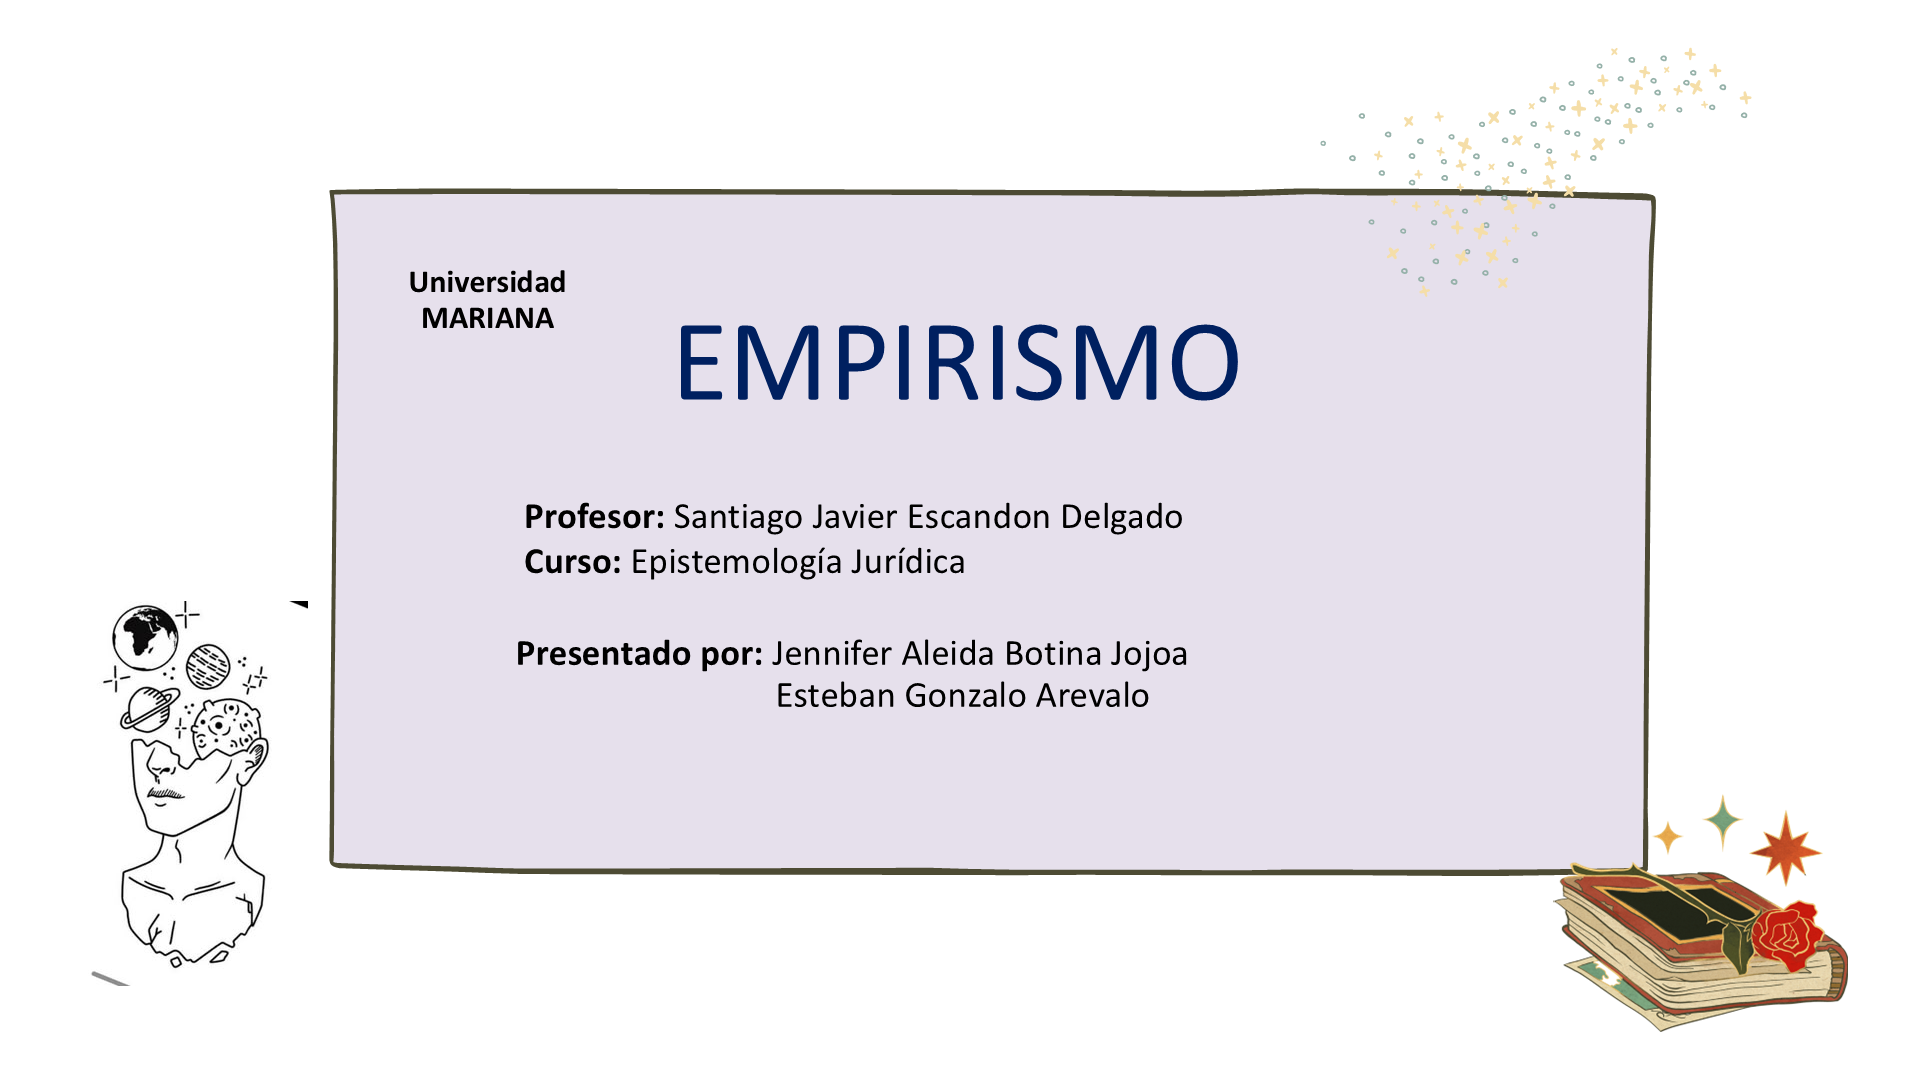 Universidad
MARIANA
EMPIRISMO
Profesor: Santiago Javier Escandon Delgado
Curso: Epistemología Jurídica
Presentado por: Jennifer Aleida Botina Jojoa
Esteban Gonzalo Arevalo